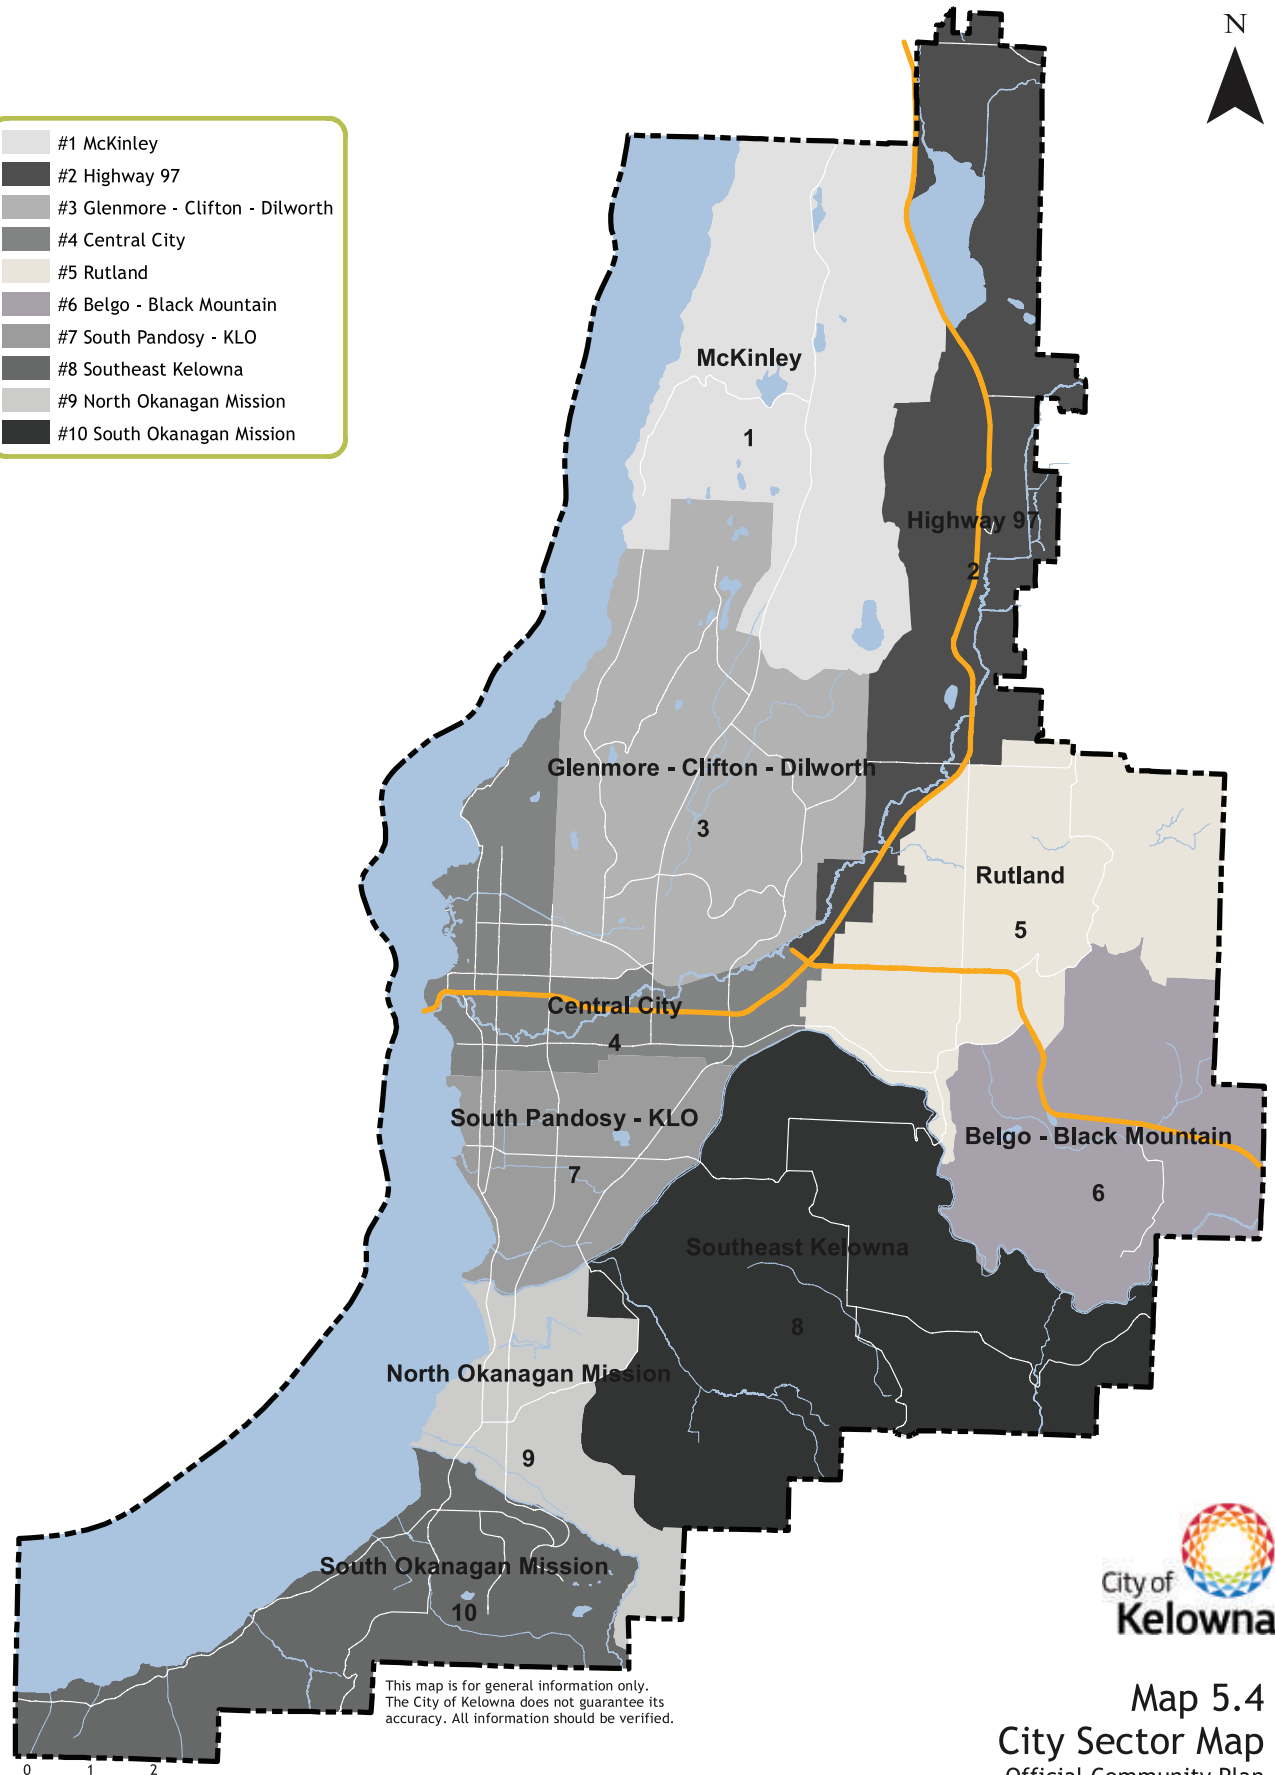 N
#1 McKinley
#2 Highway 97
#3 Glenmore - Clifton - Dilworth
#4 Central City
#5 Rutland
#6 Belgo - Black Mountain
#7 South Pandosy - KLO
#8 Southeast Kelowna
#9 North Okanagan Mission
#10 South Okanagan Mission
McKinley
1
Highway 97
2
Glenmore - Clifton - Dilworth
3
Rutland
5
Central City
4
South Pandosy - KLO
7
Belgo - Black Mountain
6
Southeast Kelowna
8
North Okanagan Mission
9
South Okanagan Mission
10
City of
Kelowna
This map is for general information only.
The City of Kelowna does not guarantee its
accuracy. All information should be verified.
Map 5.4
City Sector Map
Official Community Plan
0 1 2